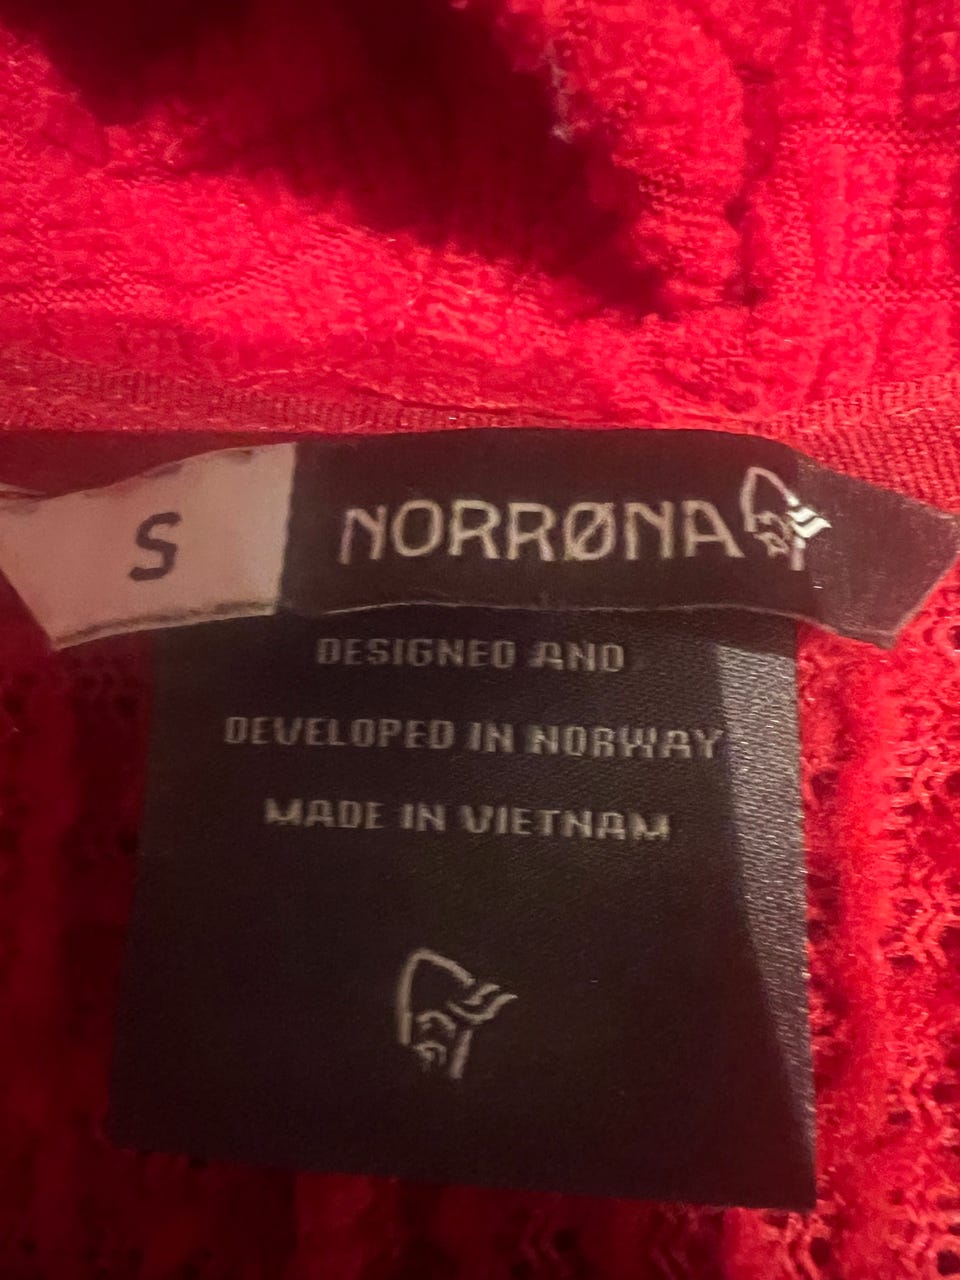 S NORRØNA
DESIGNED AND
DEVELOPED IN NORWAY
MADE IN VIETNAM